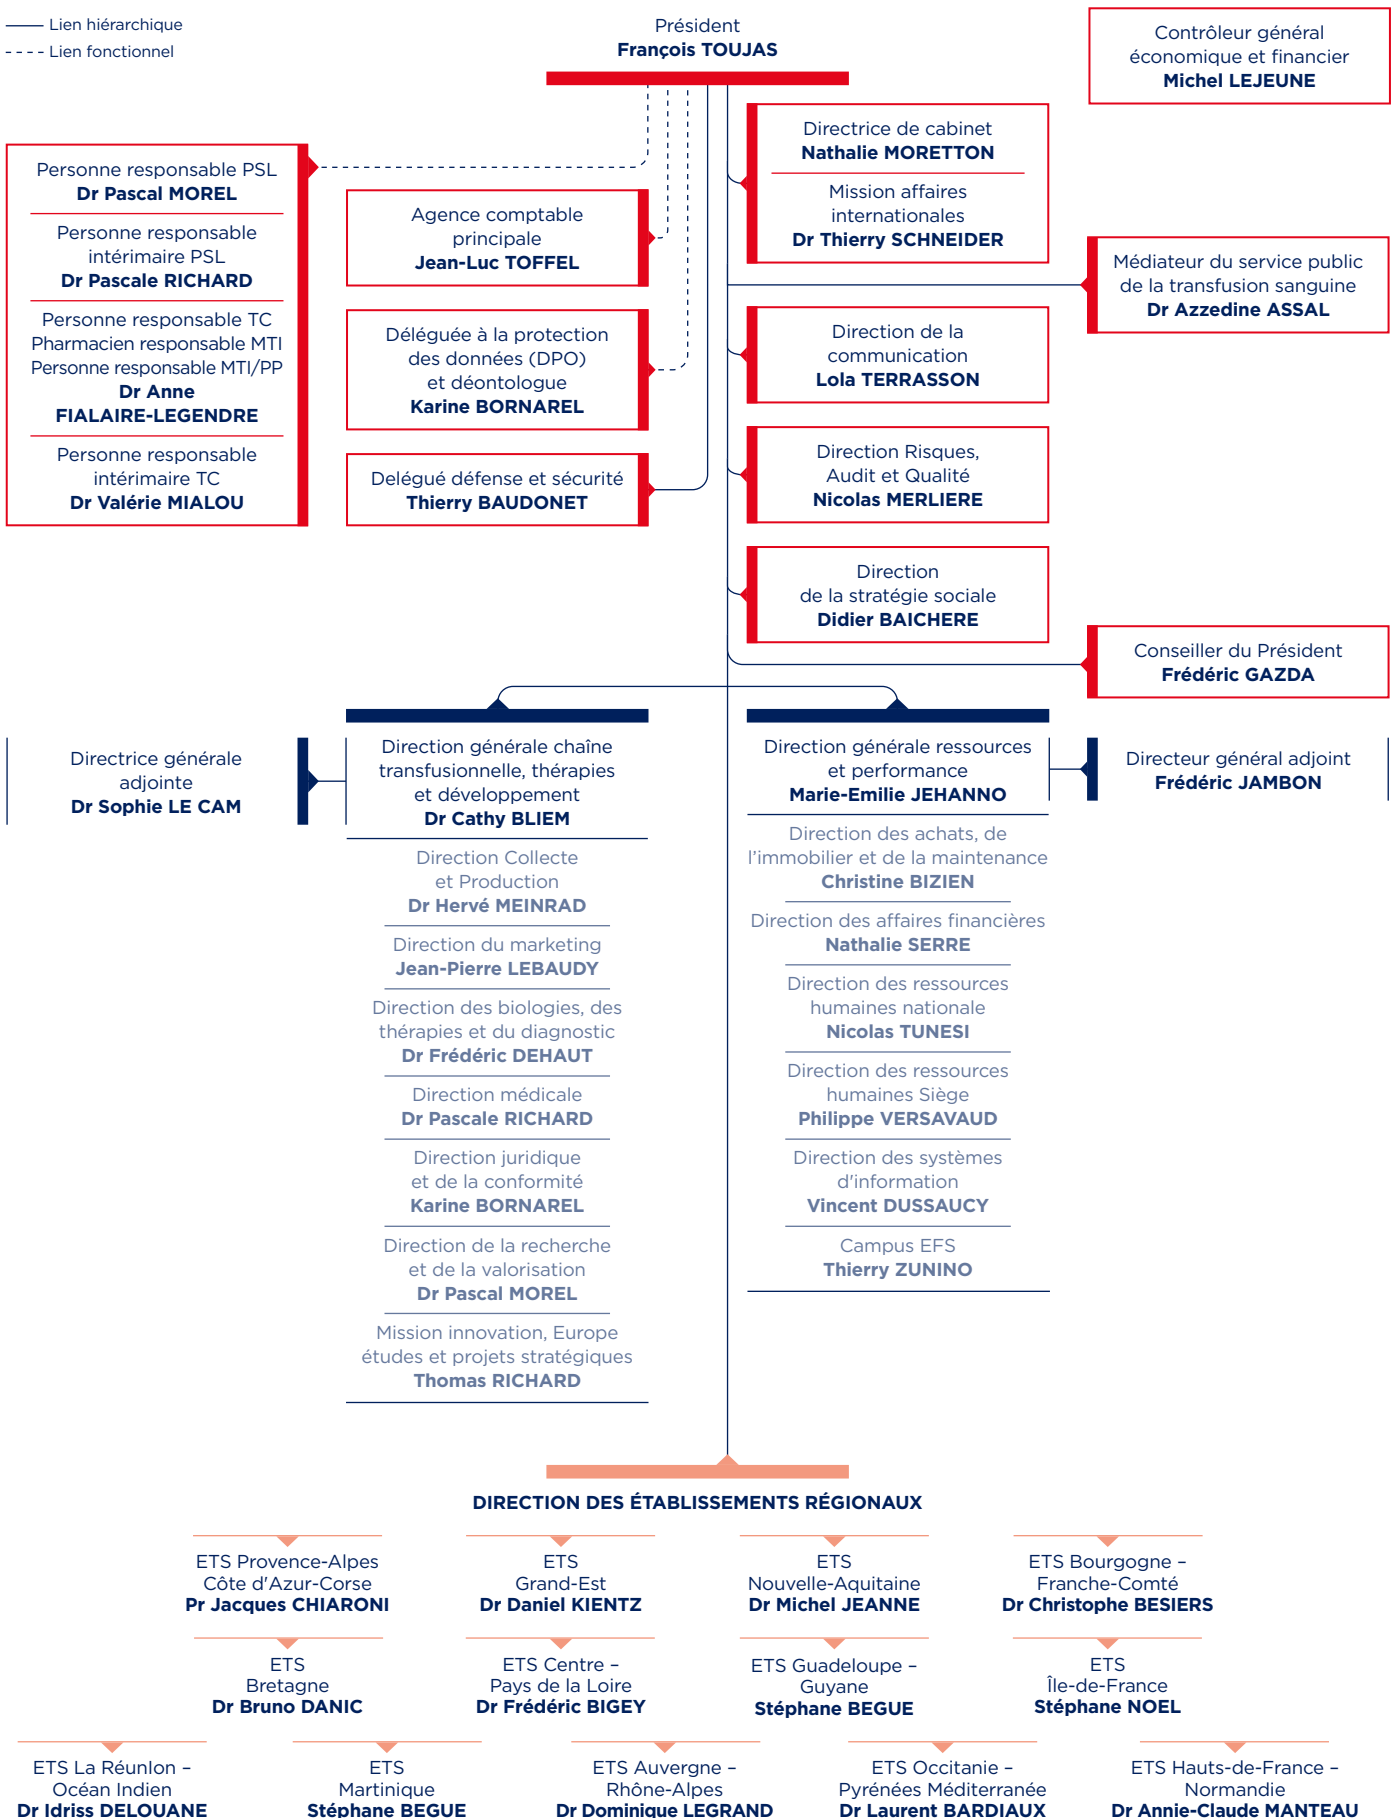 Lien hiérarchique
Lien fonctionnel
Président
François TOUJAS
Contrôleur général
économique et financier
Michel LEJEUNE
Personne responsable PSL
Dr Pascal MOREL
Personne responsable
intérimaire PSL
Dr Pascale RICHARD
Personne responsable TC
Pharmacien responsable MTI
Personne responsable MTI/PP
Dr Anne
FIALAIRE-LEGENDRE
Personne responsable
intérimaire TC
Dr Valérie MIALOU
Agence comptable
principale
Jean-Luc TOFFEL
Déléguée à la protection
des données (DPO)
et déontologue
Karine BORNAREL
Delégué défense et sécurité
Thierry BAUDONET
Directrice de cabinet
Nathalie MORETTON
Mission affaires
internationales
Dr Thierry SCHNEIDER
Médiateur du service public
de la transfusion sanguine
Dr Azzedine ASSAL
Direction de la
communication
Lola TERRASSON
Direction Risques,
Audit et Qualité
Nicolas MERLIERE
Direction
de la stratégie sociale
Didier BAICHERE
Conseiller du Président
Frédéric GAZDA
Directrice générale
adjointe
Dr Sophie LE CAM
Direction générale chaîne
transfusionnelle, thérapies
et développement
Dr Cathy BLIEM
Direction Collecte
et Production
Dr Hervé MEINRAD
Direction du marketing
Jean-Pierre LEBAUDY
Direction des biologies, des
thérapies et du diagnostic
Dr Frédéric DEHAUT
Direction médicale
Dr Pascale RICHARD
Direction juridique
et de la conformité
Karine BORNAREL
Direction de la recherche
et de la valorisation
Dr Pascal MOREL
Mission innovation, Europe
études et projets stratégiques
Thomas RICHARD
Direction générale ressources
et performance
Marie-Emilie JEHANNO
Direction des achats, de
l'immobilier et de la maintenance
Christine BIZIEN
Direction des affaires financières
Nathalie SERRE
Direction des ressources
humaines nationale
Nicolas TUNESI
Direction des ressources
humaines Siège
Philippe VERSAVAUD
Direction des systèmes
d'information
Vincent DUSSAUCY
Campus EFS
Thierry ZUNINO
Directeur général adjoint
Frédéric JAMBON
DIRECTION DES ÉTABLISSEMENTS RÉGIONAUX
ETS Provence-Alpes
Côte d'Azur-Corse
Pr Jacques CHIARONI
ETS
Grand-Est
Dr Daniel KIENTZ
ETS
Nouvelle-Aquitaine
Dr Michel JEANNE
ETS Bourgogne –
Franche-Comté
Dr Christophe BESIERS
ETS
Bretagne
Dr Bruno DANIC
ETS Centre –
Pays de la Loire
Dr Frédéric BIGEY
ETS Guadeloupe –
Guyane
Stéphane BEGUE
ETS
Île-de-France
Stéphane NOEL
ETS La RéunIon –
Océan Indien
Dr Idriss DELOUANE
ETS
Martinique
Stéphane BEGUE
ETS Auvergne –
Rhône-Alpes
Dr Dominique LEGRAND
ETS Occitanie –
Pyrénées Méditerranée
Dr Laurent BARDIAUX
ETS Hauts-de-France –
Normandie
Dr Annie-Claude MANTEAU